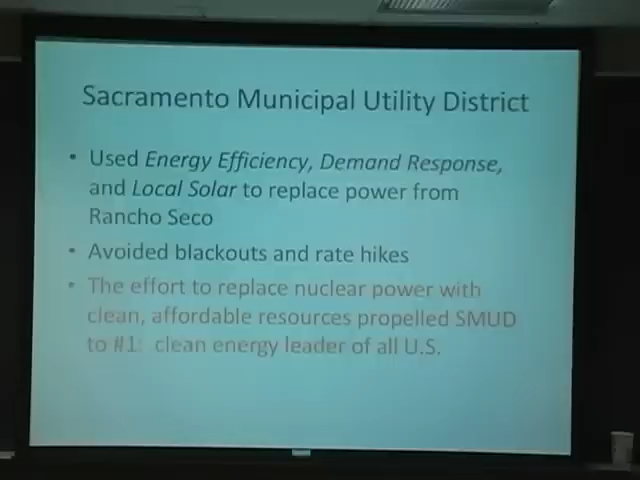 Sacramento Municipal Utility District
• Used Energy Efficiency, Demand Response,
and Local Solar to replace power from
Rancho Seco
• Avoided blackouts and rate hikes
• The effort to replace nuclear power with
clean, affordable resources propelled SMUD
to #1:  clean energy leader of all U.S.